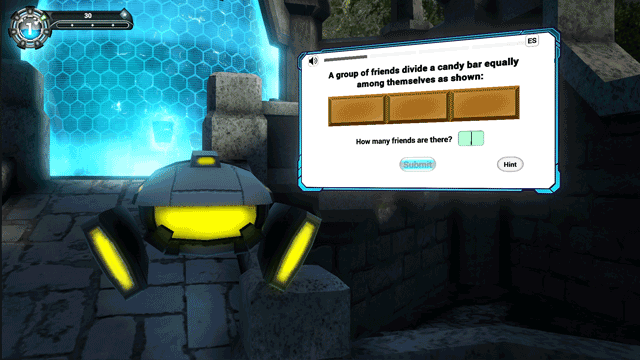 30
1
ES
A group of friends divide a candy bar equally
among themselves as shown:
How many friends are there?
Submit
Hint